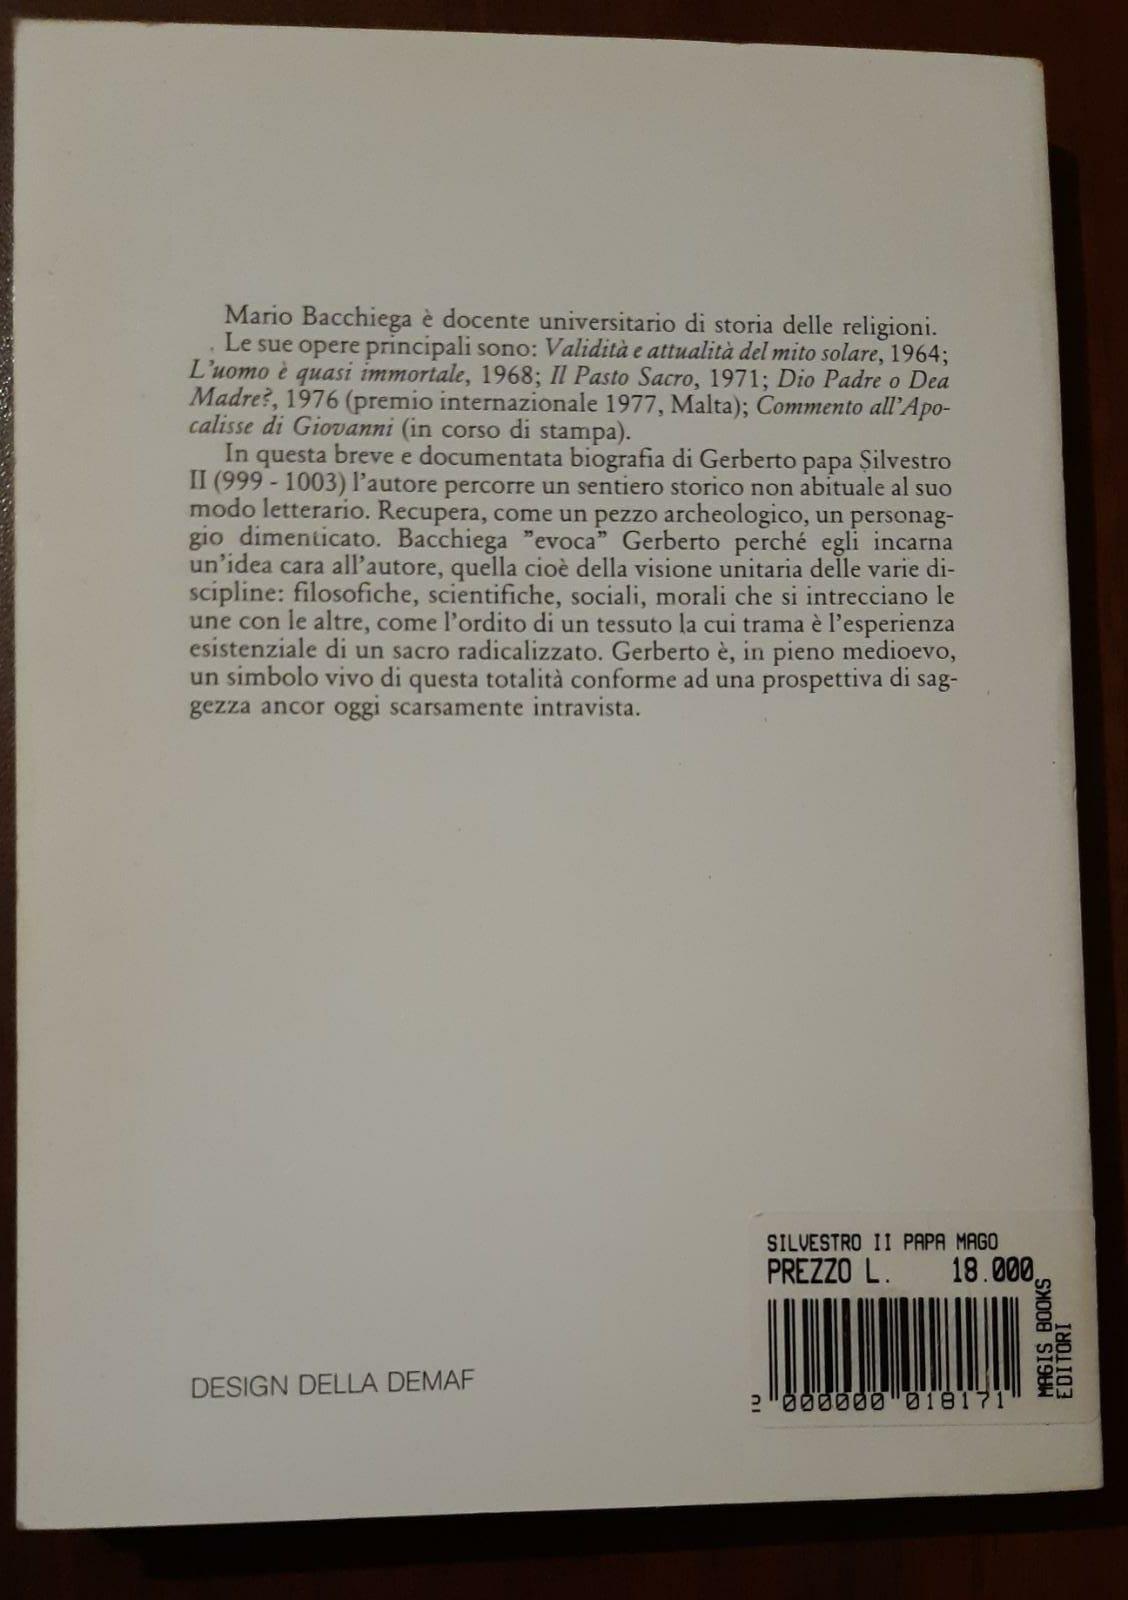 Mario Bacchiega è docente universitario di storia delle religioni.
Le sue opere principali sono: Validità e attualità del mito solare, 1964;
L'uomo è quasi immortale, 1968; Il Pasto Sacro, 1971; Dio Padre o Dea
Madre?, 1976 (premio internazionale 1977, Malta); Commento all'Apo-
calisse di Giovanni (in corso di stampa).
In questa breve e documentata biografia di Gerberto papa Silvestro
II (999 - 1003) l'autore percorre un sentiero storico non abituale al suo
modo letterario. Recupera, come un pezzo archeologico, un personag-
gio dimenticato. Bacchiega "evoca" Gerberto perché egli incarna
un'idea cara all'autore, quella cioè della visione unitaria delle varie di-
scipline: filosofiche, scientifiche, sociali, morali che si intrecciano le
une con le altre, come l'ordito di un tessuto la cui trama è l'esperienza
esistenziale di un sacro radicalizzato. Gerberto è, in pieno medioevo,
un simbolo vivo di questa totalità conforme ad una prospettiva di sag-
gezza ancor oggi scarsamente intravista.
SILVESTRO II PAPA MAGO
PREZZO L. 18.000
MAGIS BOOKS
EDITORI
2 000000 018171
DESIGN DELLA DEMAF